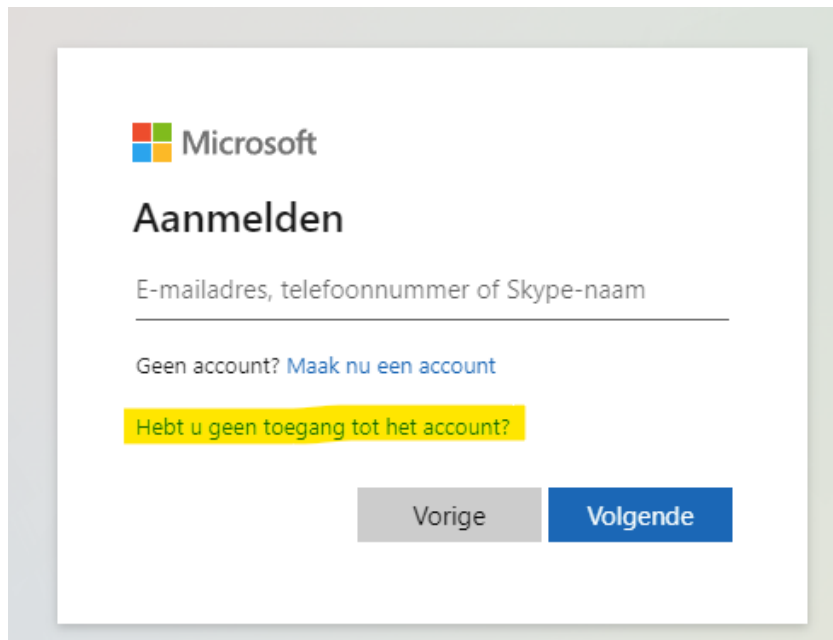 Microsoft
Aanmelden
E-mailadres, telefoonnummer of Skype-naam
Geen account? Maak nu een account
Hebt u geen toegang tot het account?
Vorige Volgende